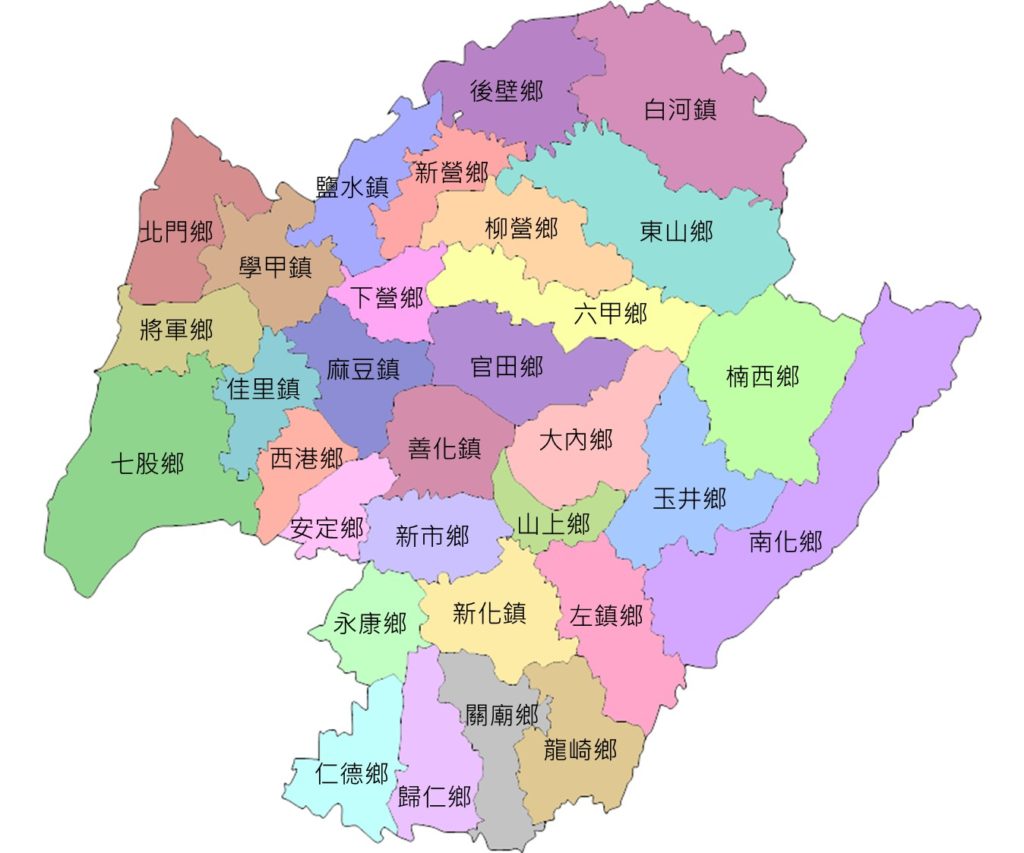 後壁鄉
白河鎮
新營鄉
鹽水鎮
柳營鄉
東山鄉
北門鄉
學甲鎮
下營鄉
六甲鄉
將軍鄉
麻豆鎮
官田鄉
楠西鄉
佳里鎮
大內鄉
善化鎮
西港鄉
七股鄉
玉井鄉
山上鄉
安定鄉
新市鄉
南化鄉
新化鎮
左鎮鄉
永康鄉
關廟鄉
龍崎鄉
仁德鄉
歸仁鄉